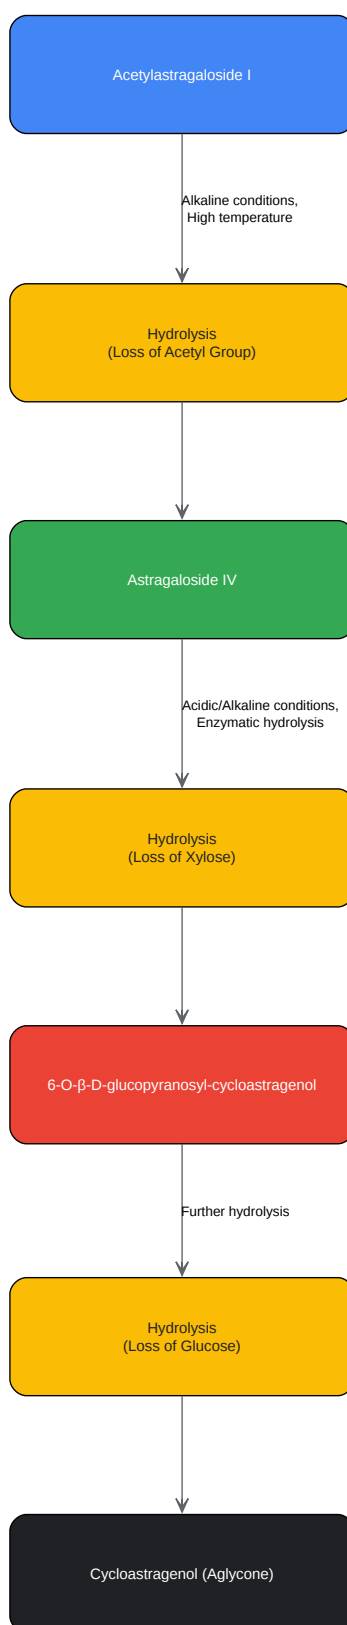 Acetylastragaloside I
Alkaline conditions,
High temperature
Hydrolysis
(Loss of Acetyl Group)
Astragaloside IV
Acidic/Alkaline conditions,
Enzymatic hydrolysis
Hydrolysis
(Loss of Xylose)
6-O-β-D-glucopyranosyl-cycloastragenol
Further hydrolysis
Hydrolysis
(Loss of Glucose)
Cycloastragenol (Aglycone)